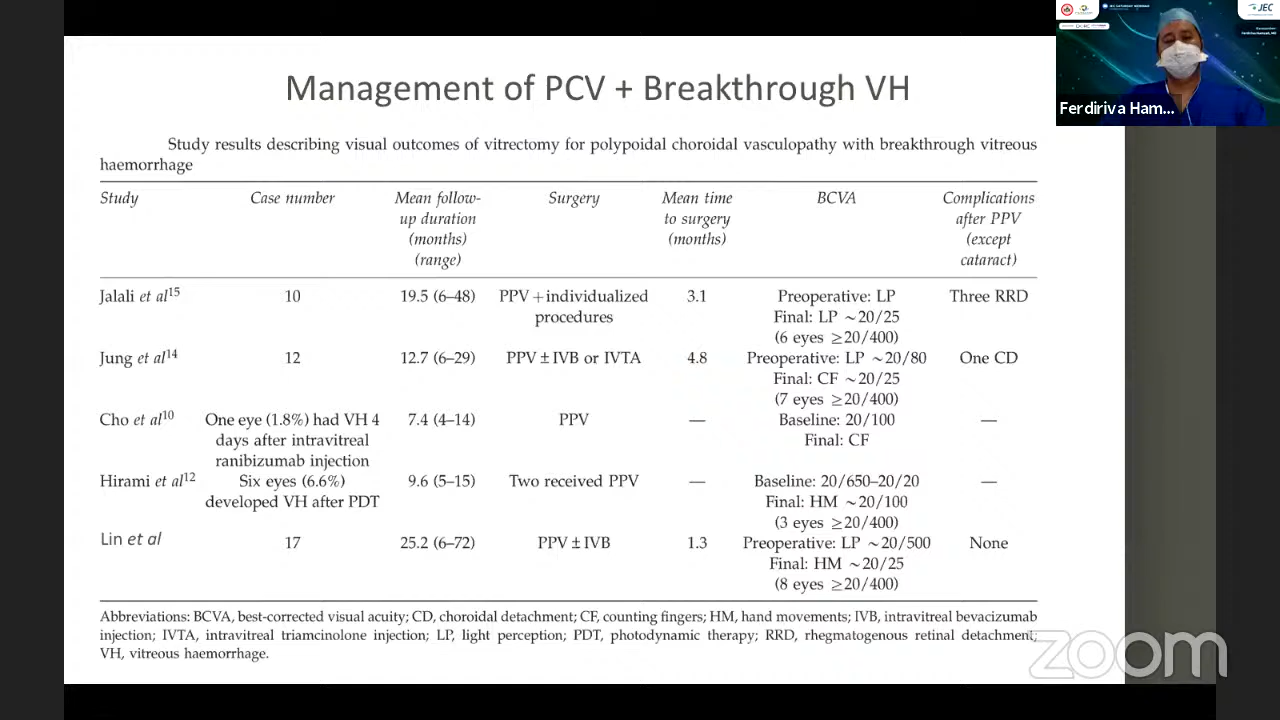 JEC SATURDAY WEBINAR
JEC
Ferdiriva Ham...
Management of PCV + Breakthrough VH
Study results describing visual outcomes of vitrectomy for polypoidal choroidal vasculopathy with breakthrough vitreous
haemorrhage
Study Case number Mean follow- Surgery Mean time BCVA Complications
up duration to surgery after PPV
(months) (months) (except
(range) cataract)
Jalali et al15 10 19.5 (6–48) PPV+individualized 3.1 Preoperative: LP Three RRD
procedures Final: LP ~20/25
(6 eyes ≥20/400)
Jung et al14 12 12.7 (6–29) PPV ± IVB or IVTA 4.8 Preoperative: LP ~20/80 One CD
Final: CF ~20/25
(7 eyes ≥20/400)
Cho et al10 One eye (1.8%) had VH 4 7.4 (4–14) PPV — Baseline: 20/100 —
days after intravitreal Final: CF
ranibizumab injection
Hirami et al12 Six eyes (6.6%) 9.6 (5–15) Two received PPV — Baseline: 20/650–20/20 —
developed VH after PDT Final: HM ~20/100
(3 eyes ≥20/400)
Lin et al 17 25.2 (6–72) PPV ± IVB 1.3 Preoperative: LP ~20/500 None
Final: HM ~20/25
(8 eyes ≥20/400)
Abbreviations: BCVA, best-corrected visual acuity; CD, choroidal detachment; CF, counting fingers; HM, hand movements; IVB, intravitreal bevacizumab
injection; IVTA, intravitreal triamcinolone injection; LP, light perception; PDT, photodynamic therapy; RRD, rhegmatogenous retinal detachment;
VH, vitreous haemorrhage.
zoom